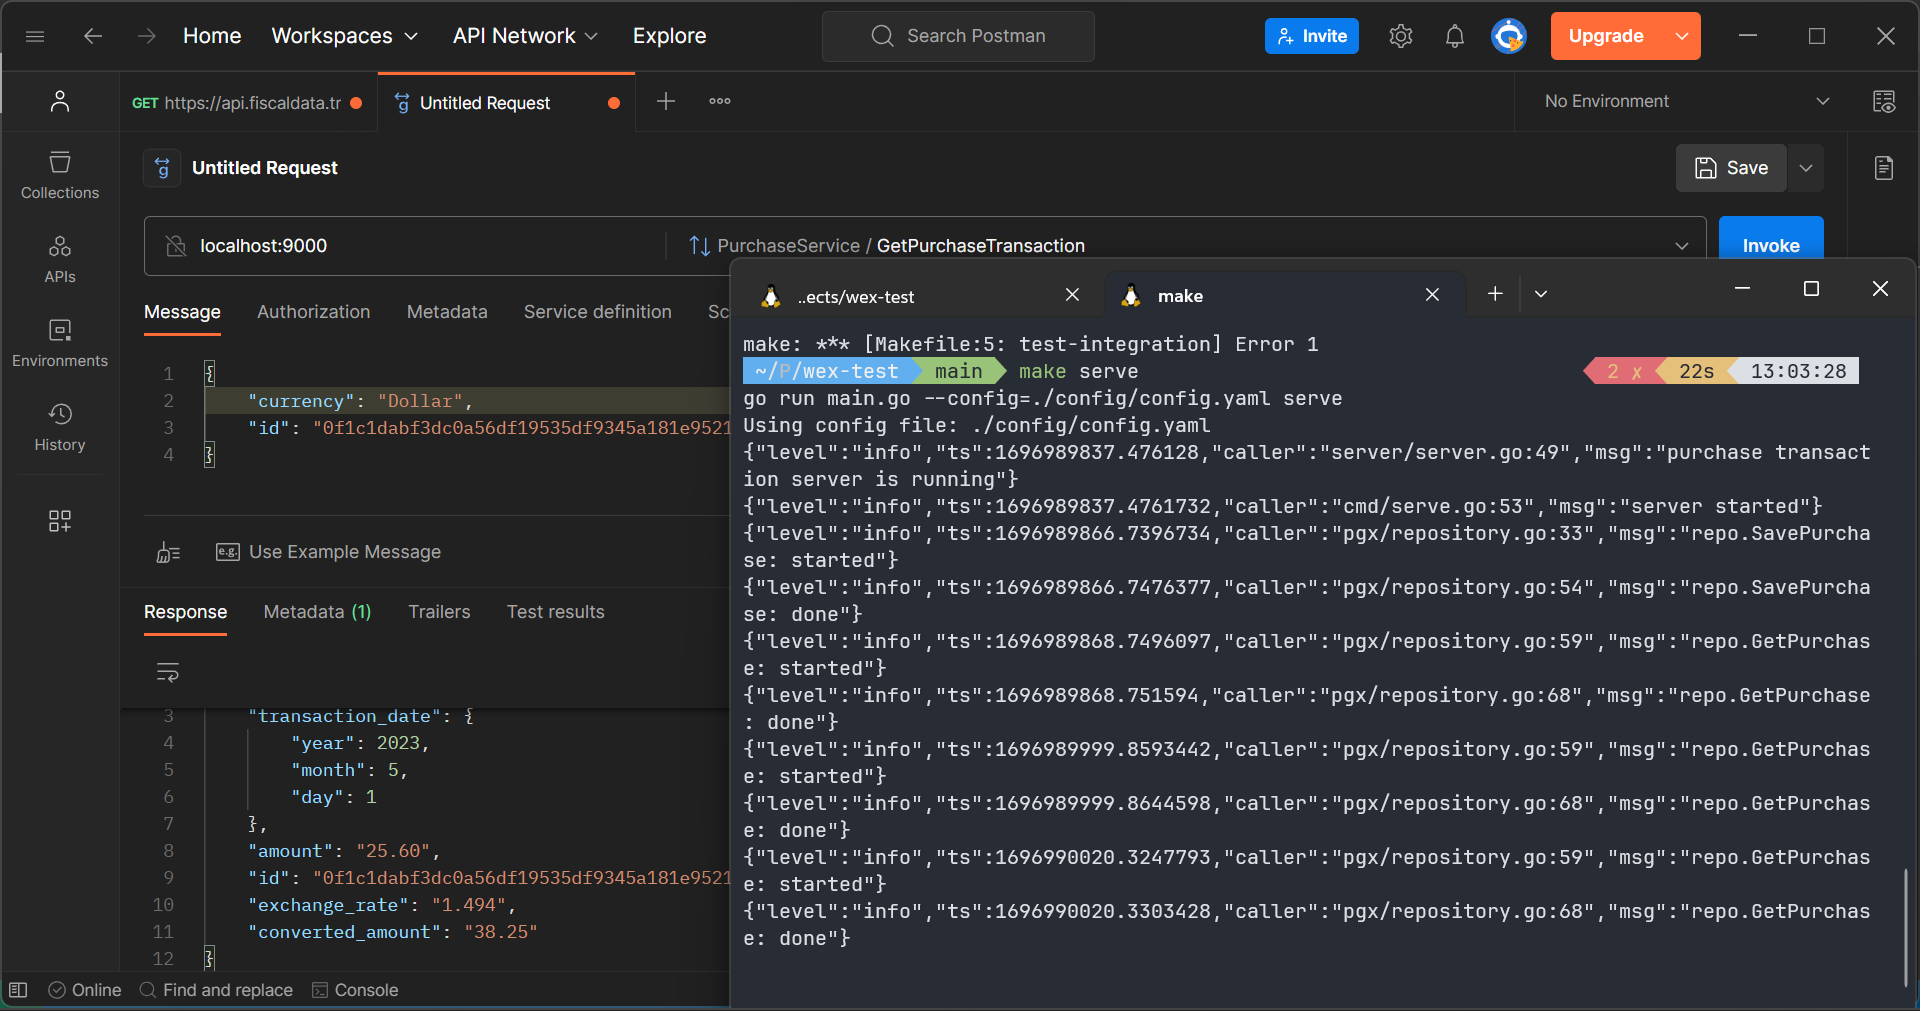 Home Workspaces API Network Explore Search Postman Invite Upgrade
GET https://api.fiscaldata.tr Untitled Request No Environment
Untitled Request Save
Collections
APIs
Environments
History
localhost:9000 PurchaseService / GetPurchaseTransaction Invoke
Message Authorization Metadata Service definition Sc
1 {
2 "currency": "Dollar",
3 "id": "0f1c1dabf3dc0a56df19535df9345a181e9521
4 }
e.g. Use Example Message
Response Metadata (1) Trailers Test results
3 "transaction_date": {
4 "year": 2023,
5 "month": 5,
6 "day": 1
7 },
8 "amount": "25.60",
9 "id": "0f1c1dabf3dc0a56df19535df9345a181e9521
10 "exchange_rate": "1.494",
11 "converted_amount": "38.25"
12 }
Online Find and replace Console
..ects/wex-test make
make: *** [Makefile:5: test-integration] Error 1
~/P/wex-test main make serve 2 x 22s 13:03:28
go run main.go --config=./config/config.yaml serve
Using config file: ./config/config.yaml
{"level":"info","ts":1696989837.476128,"caller":"server/server.go:49","msg":"purchase transact
ion server is running"}
{"level":"info","ts":1696989837.4761732,"caller":"cmd/serve.go:53","msg":"server started"}
{"level":"info","ts":1696989866.7396734,"caller":"pgx/repository.go:33","msg":"repo.SavePurcha
se: started"}
{"level":"info","ts":1696989866.7476377,"caller":"pgx/repository.go:54","msg":"repo.SavePurcha
se: done"}
{"level":"info","ts":1696989868.7496097,"caller":"pgx/repository.go:59","msg":"repo.GetPurchas
e: started"}
{"level":"info","ts":1696989868.751594,"caller":"pgx/repository.go:68","msg":"repo.GetPurchase
: done"}
{"level":"info","ts":1696989999.8593442,"caller":"pgx/repository.go:59","msg":"repo.GetPurchas
e: started"}
{"level":"info","ts":1696989999.8644598,"caller":"pgx/repository.go:68","msg":"repo.GetPurchas
e: done"}
{"level":"info","ts":1696990020.3247793,"caller":"pgx/repository.go:59","msg":"repo.GetPurchas
e: started"}
{"level":"info","ts":1696990020.3303428,"caller":"pgx/repository.go:68","msg":"repo.GetPurchas
e: done"}